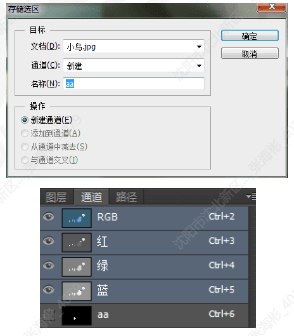 存储选区
目标
文档(D): 小鸟.jpg
确定
通道(C): 新建
取消
名称(N): aa
操作
新建通道(E)
添加到通道(A)
从通道中减去(S)
与通道交叉(I)
图层 通道 路径
RGB Ctrl+2
红 Ctrl+3
绿 Ctrl+4
蓝 Ctrl+5
aa Ctrl+6